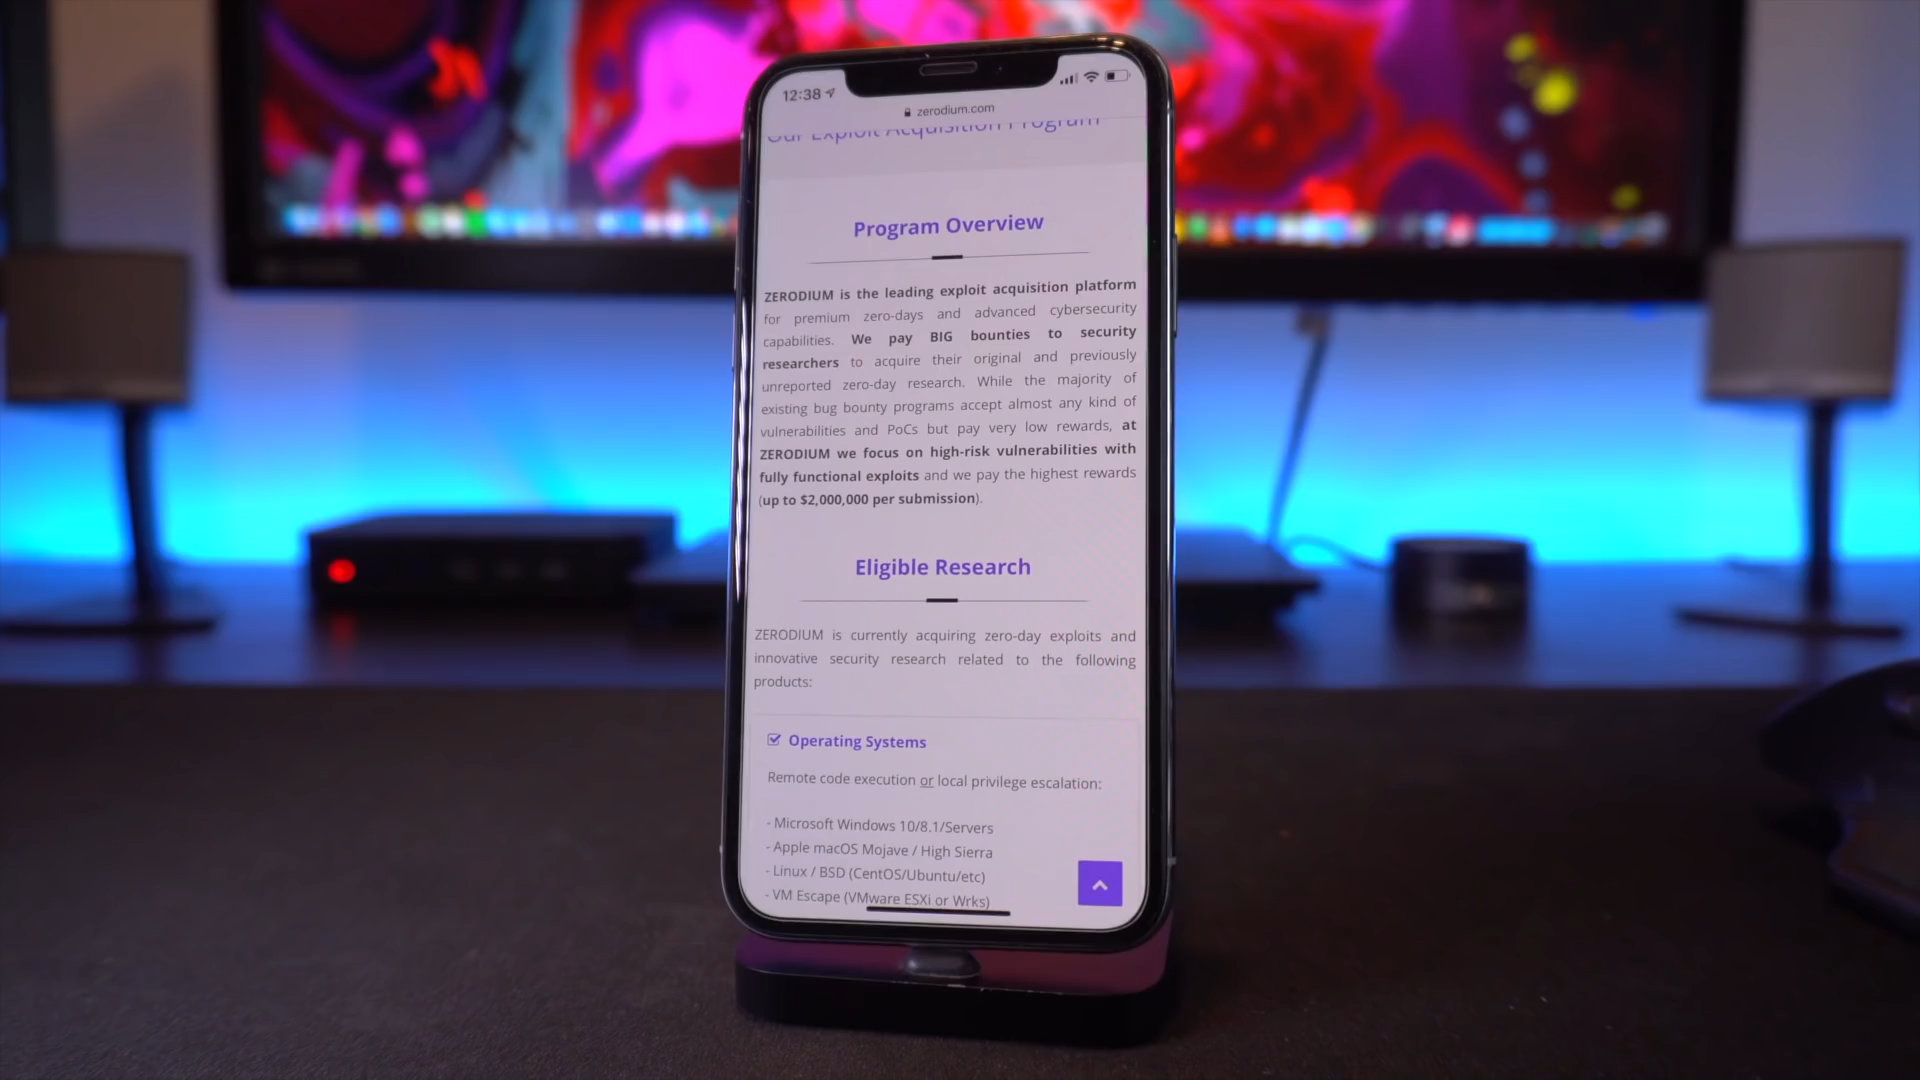 12:38
zerodium.com
Our Exploit Acquisition Program
Program Overview
ZERODIUM is the leading exploit acquisition platform
for premium zero-days and advanced cybersecurity
capabilities. We pay BIG bounties to security
researchers to acquire their original and previously
unreported zero-day research. While the majority of
existing bug bounty programs accept almost any kind of
vulnerabilities and PoCs but pay very low rewards, at
ZERODIUM we focus on high-risk vulnerabilities with
fully functional exploits and we pay the highest rewards
(up to $2,000,000 per submission).
Eligible Research
ZERODIUM is currently acquiring zero-day exploits and
innovative security research related to the following
products:
Operating Systems
Remote code execution or local privilege escalation:
- Microsoft Windows 10/8.1/Servers
- Apple macOS Mojave / High Sierra
- Linux / BSD (CentOS/Ubuntu/etc)
- VM Escape (VMware ESXi or Wrks)